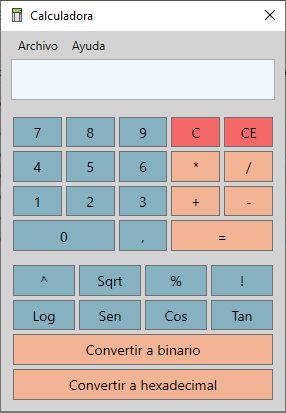 Calculadora
Archivo Ayuda
7 8 9 C CE
4 5 6 * /
1 2 3 + -
0 , =
^ Sqrt % !
Log Sen Cos Tan
Convertir a binario
Convertir a hexadecimal